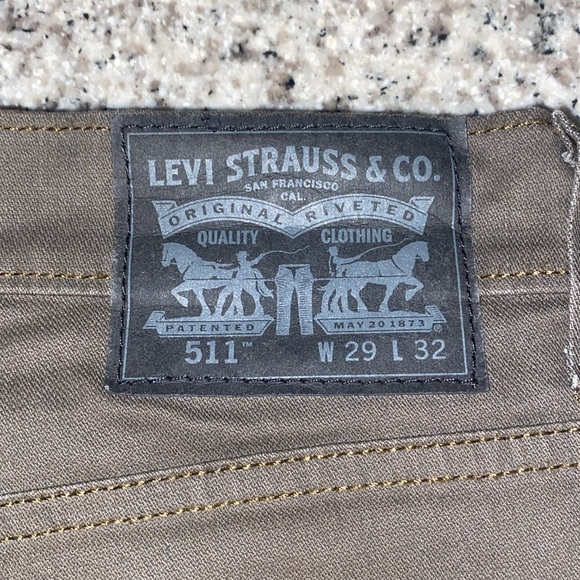 LEVI STRAUSS & CO.
SAN FRANCISCO
CAL.
ORIGINAL RIVETED
QUALITY CLOTHING
PATENTED MAY 20 1873 ®
511™ W 29 L 32